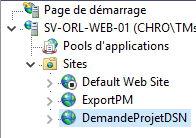 Page de démarrage
SV-ORL-WEB-01 (CHRO\TMs
Pools d'applications
Sites
Default Web Site
ExportPM
DemandeProjetDSN